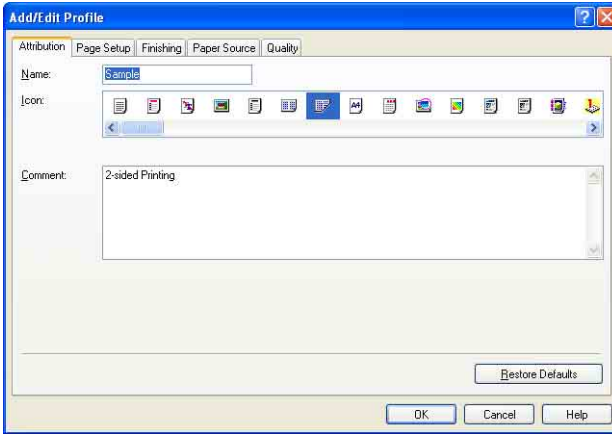 Add/Edit Profile
Attribution Page Setup Finishing Paper Source Quality
Name: Sample
Icon:
Comment: 2-sided Printing
Restore Defaults
OK Cancel Help